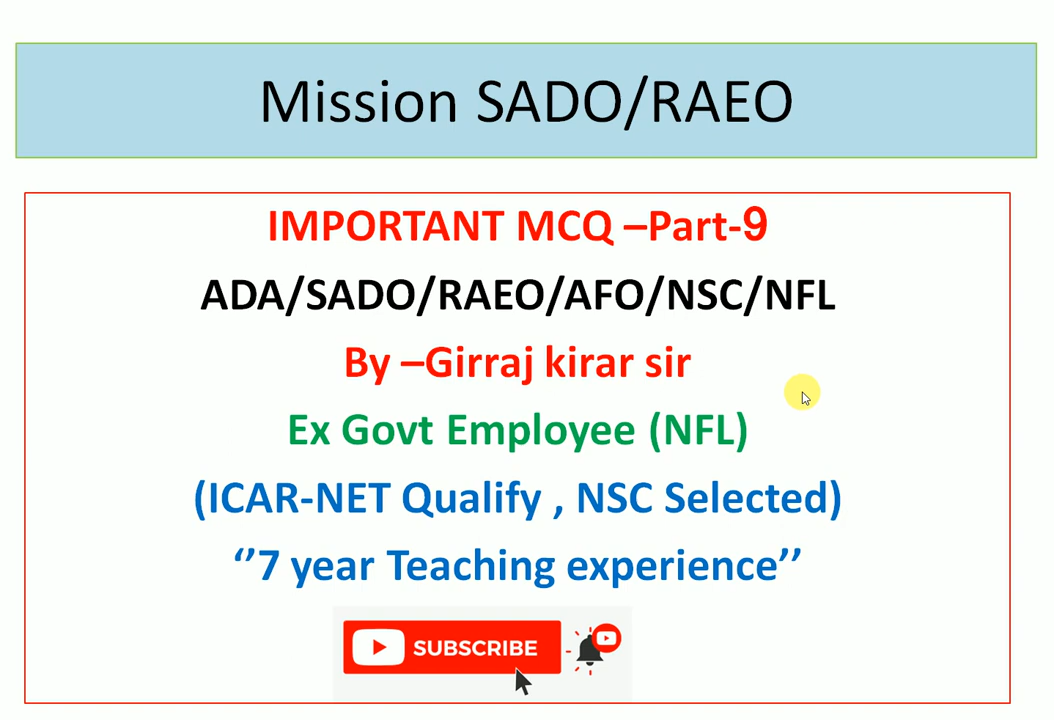 Mission SADO/RAEO
IMPORTANT MCQ –Part-9
ADA/SADO/RAEO/AFO/NSC/NFL
By –Girraj kirar sir
Ex Govt Employee (NFL)
(ICAR-NET Qualify , NSC Selected)
‘’7 year Teaching experience’’
SUBSCRIBE